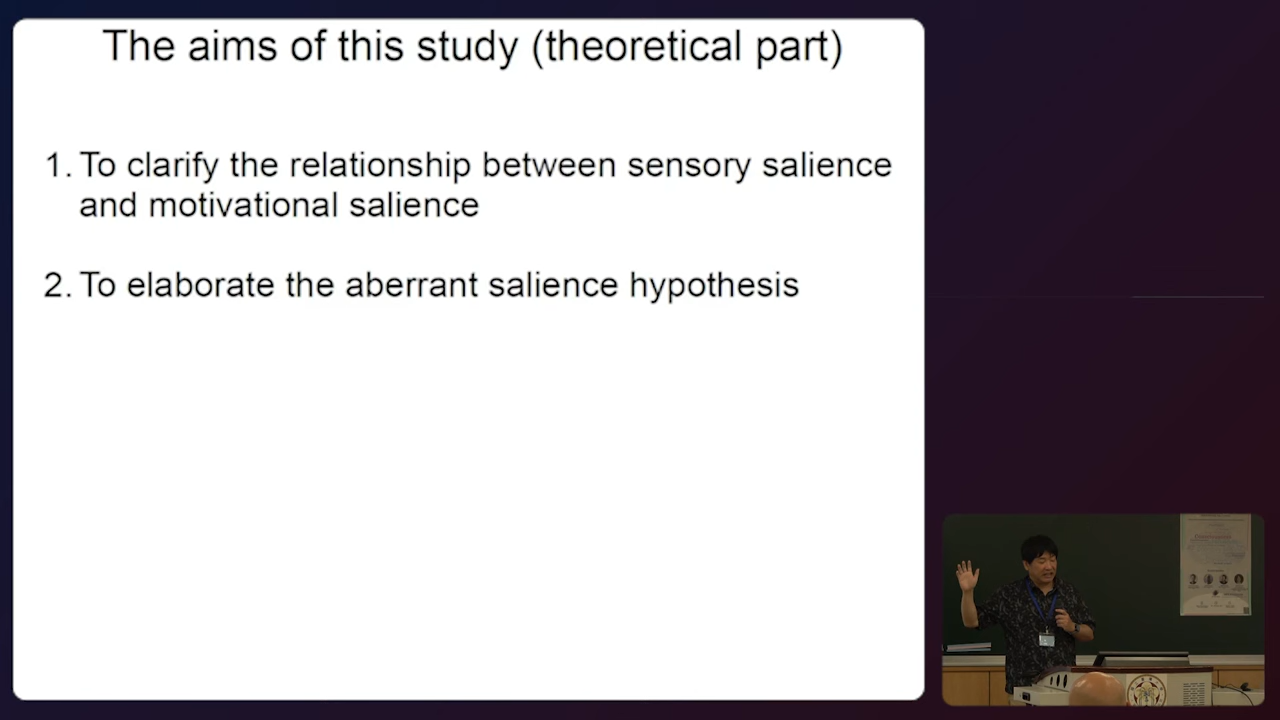 The aims of this study (theoretical part)
1. To clarify the relationship between sensory salience
and motivational salience
2. To elaborate the aberrant salience hypothesis